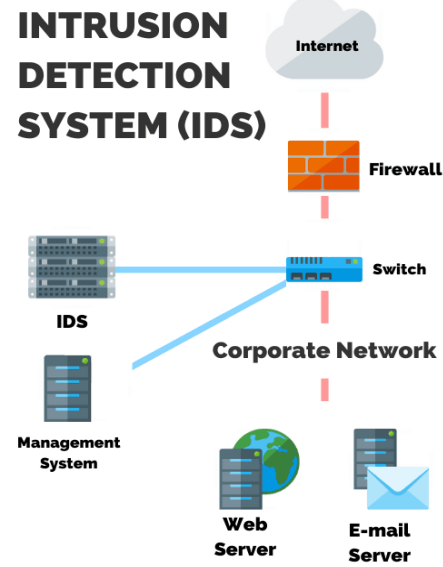 INTRUSION
DETECTION
SYSTEM (IDS)
Internet
Firewall
Switch
IDS
Corporate Network
Management
System
Web
Server
E-mail
Server